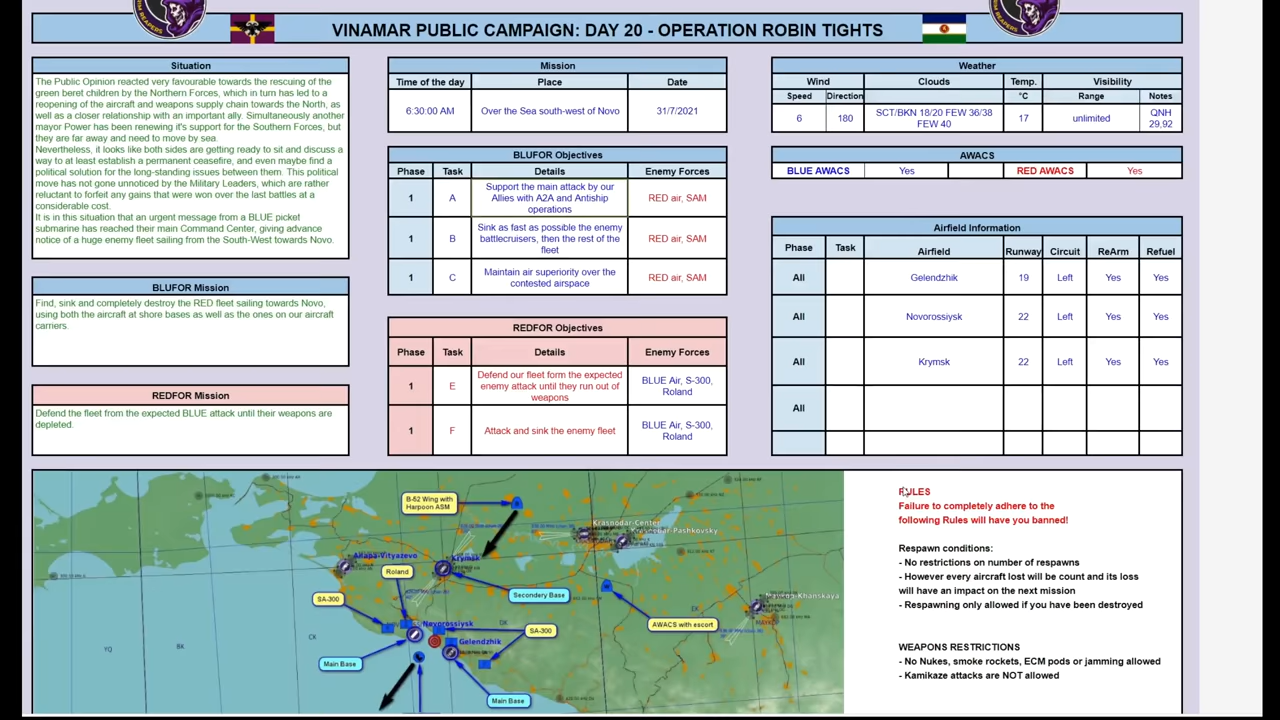 VINAMAR PUBLIC CAMPAIGN: DAY 20 - OPERATION ROBIN TIGHTS
Situation
The Public Opinion reacted very favourable towards the rescuing of the
green beret children by the Northern Forces, which in turn has led to a
reopening of the aircraft and weapons supply chain towards the North, as
well as a closer relationship with an important ally. Simultaneously another
mayor Power has been renewing it's support for the Southern Forces, but
they are far away and need to move by sea.
Nevertheless, it looks like both sides are getting ready to sit and discuss a
way to at least establish a permanent ceasefire, and even maybe find a
political solution for the long-standing issues between them. This political
move has not gone unnoticed by the Military Leaders, which are rather
reluctant to forfeit any gains that were won over the last battles at a
considerable cost.
It is in this situation that an urgent message from a BLUE picket
submarine has reached their main Command Center, giving advance
notice of a huge enemy fleet sailing from the South-West towards Novo.
BLUFOR Mission
Find, sink and completely destroy the RED fleet sailing towards Novo,
using both the aircraft at shore bases as well as the ones on our aircraft
carriers.
REDFOR Mission
Defend the fleet from the expected BLUE attack until their weapons are
depleted.
Mission
Time of the day Place Date
6:30:00 AM Over the Sea south-west of Novo 31/7/2021
BLUFOR Objectives
Phase Task Details Enemy Forces
1 A Support the main attack by our
Allies with A2A and Antiship
operations RED air, SAM
1 B Sink as fast as possible the enemy
battlecruisers, then the rest of the
fleet RED air, SAM
1 C Maintain air superiority over the
contested airspace RED air, SAM
REDFOR Objectives
Phase Task Details Enemy Forces
1 E Defend our fleet form the expected
enemy attack until they run out of
weapons BLUE Air, S-300,
Roland
1 F Attack and sink the enemy fleet BLUE Air, S-300,
Roland
Weather
Wind Clouds Temp. Visibility
Speed Direction °C Range Notes
6 180 SCT/BKN 18/20 FEW 36/38
FEW 40 17 unlimited QNH
29,92
AWACS
BLUE AWACS Yes RED AWACS Yes
Airfield Information
Phase Task Airfield Runway Circuit ReArm Refuel
All Gelendzhik 19 Left Yes Yes
All Novorossiysk 22 Left Yes Yes
All Krymsk 22 Left Yes Yes
All
B-52 Wing with
Harpoon ASM
Krasnodar-Center
Anapa-Vityazevo
Krymsk
Roland
SA-300
Secondary Base
Novorossiysk
SA-300
AWACS with escort
Gelendzhik
Main Base
Main Base
RULES
Failure to completely adhere to the
following Rules will have you banned!
Respawn conditions:
- No restrictions on number of respawns
- However every aircraft lost will be count and its loss
will have an impact on the next mission
- Respawning only allowed if you have been destroyed
WEAPONS RESTRICTIONS
- No Nukes, smoke rockets, ECM pods or jamming allowed
- Kamikaze attacks are NOT allowed